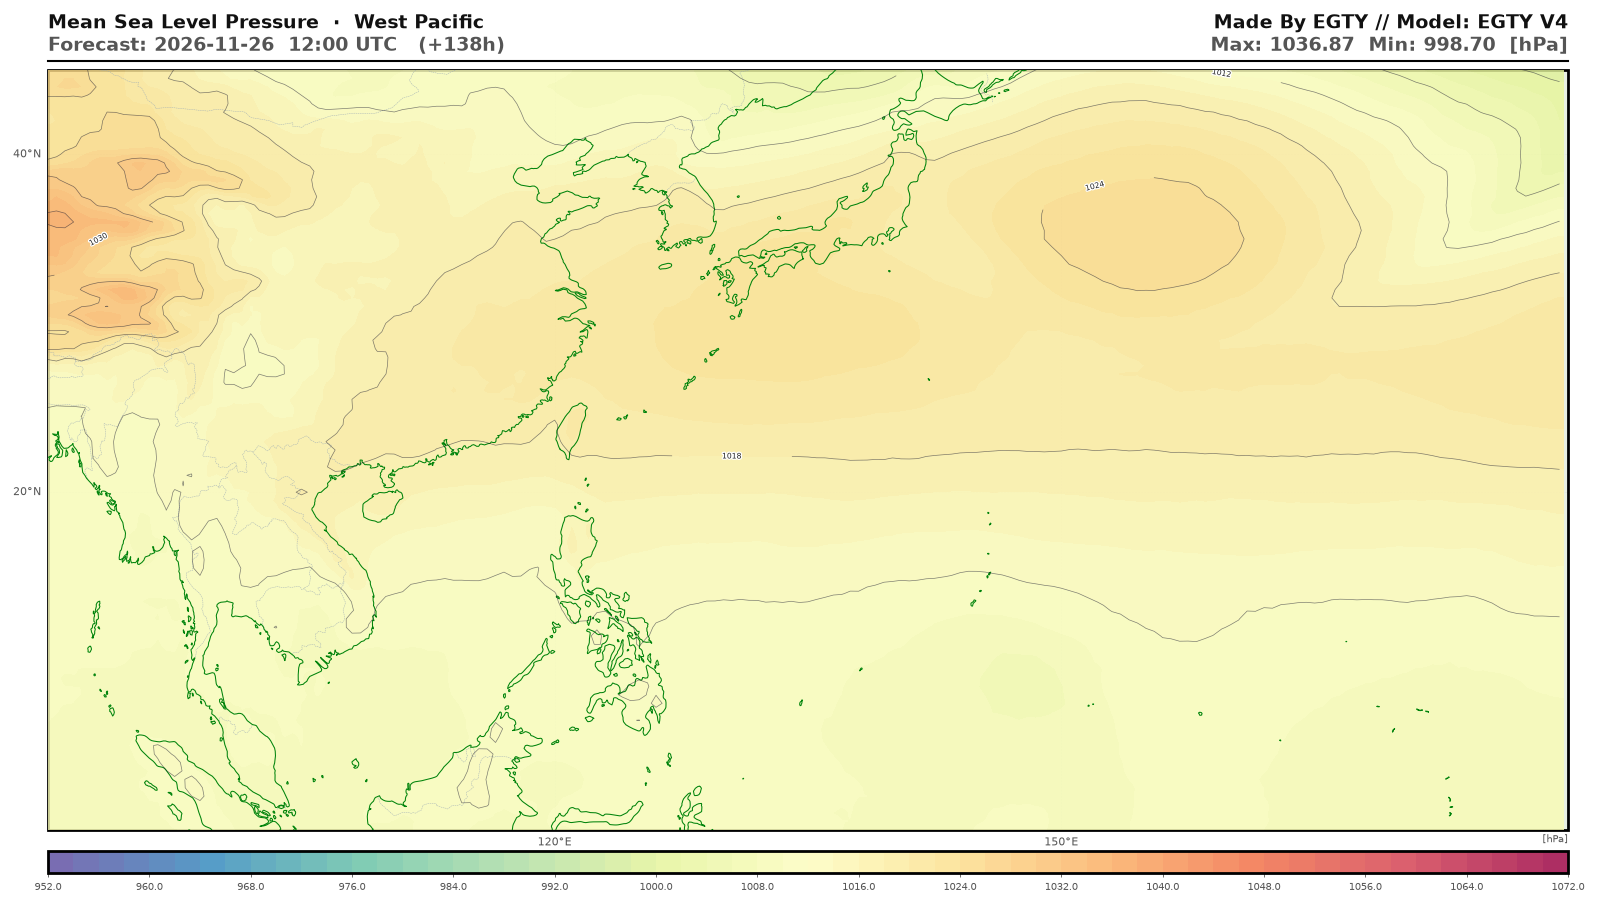 Mean Sea Level Pressure · West Pacific
Made By EGTY // Model: EGTY V4
Forecast: 2026-11-26 12:00 UTC (+138h)
Max: 1036.87 Min: 998.70 [hPa]
1012
40°N
1024
1030
1018
20°N
120°E
150°E
[hPa]
952.0
960.0
968.0
976.0
984.0
992.0
1000.0
1008.0
1016.0
1024.0
1032.0
1040.0
1048.0
1056.0
1064.0
1072.0